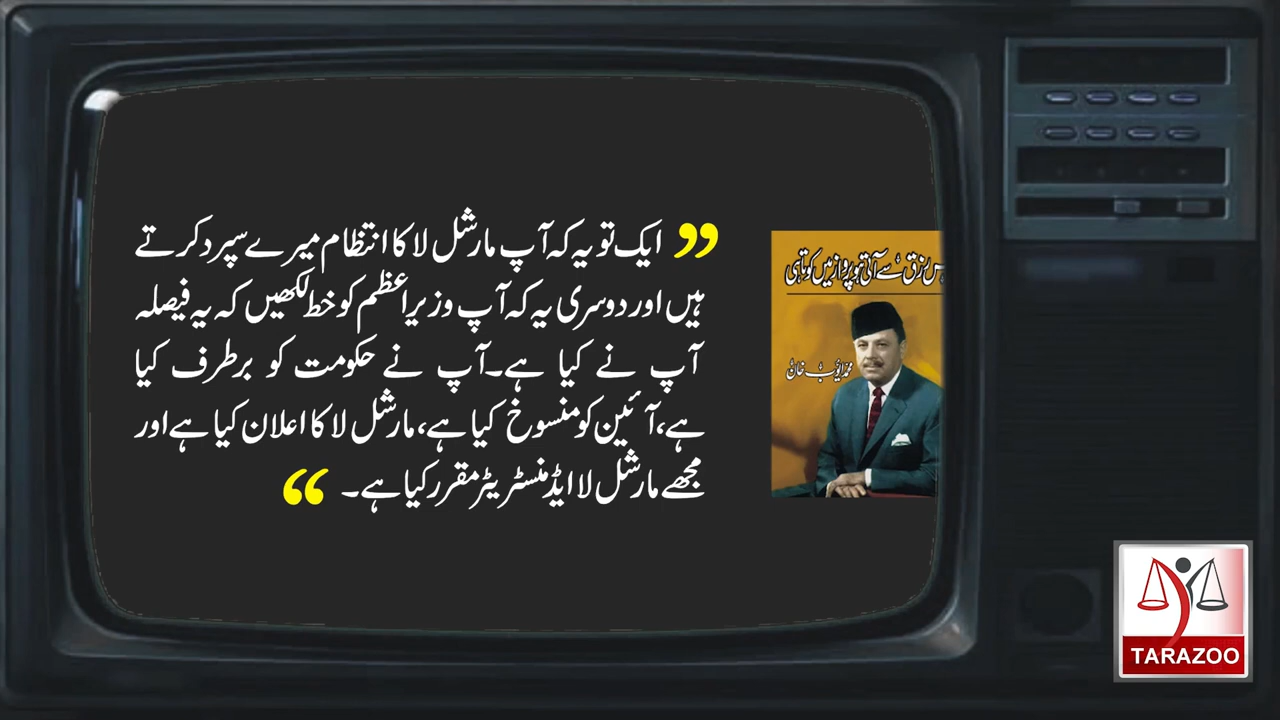 ایک تو یہ کہ آپ مارشل لا کا انتظام میرے سپرد کرتے
ہیں اور دوسری یہ کہ آپ وزیراعظم کو خط لکھیں کہ یہ فیصلہ
آپ نے کیا ہے۔آپ نے حکومت کو برطرف کیا
ہے،آئین کو منسوخ کیا ہے، مارشل لا کا اعلان کیا ہے اور
مجھے مارشل لا ایڈمنسٹریٹر مقرر کیا ہے۔
س رزق سے آتی ہو پرواز میں کوتاہی
محمد ایوب خان
TARAZOO